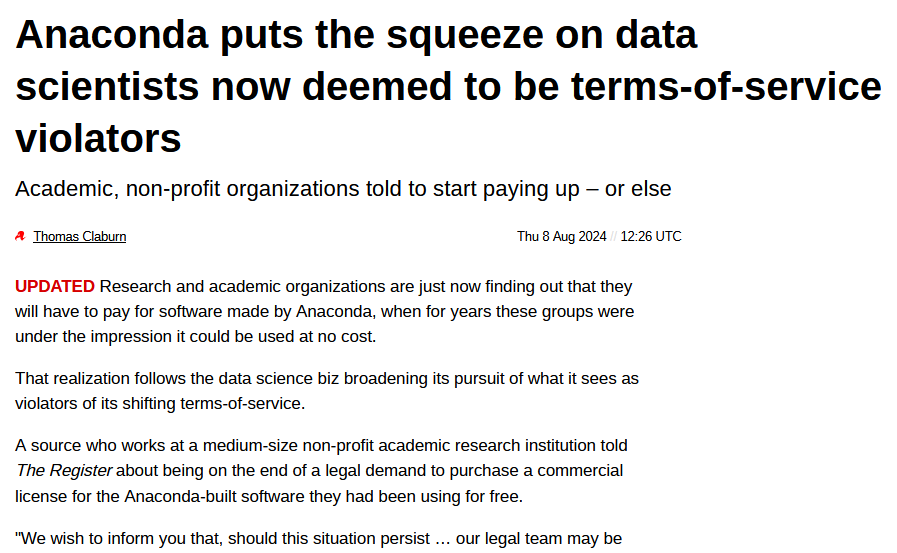 Anaconda puts the squeeze on data
scientists now deemed to be terms-of-service
violators
Academic, non-profit organizations told to start paying up – or else
Thomas Claburn
Thu 8 Aug 2024 // 12:26 UTC
UPDATED Research and academic organizations are just now finding out that they
will have to pay for software made by Anaconda, when for years these groups were
under the impression it could be used at no cost.
That realization follows the data science biz broadening its pursuit of what it sees as
violators of its shifting terms-of-service.
A source who works at a medium-size non-profit academic research institution told
The Register about being on the end of a legal demand to purchase a commercial
license for the Anaconda-built software they had been using for free.
"We wish to inform you that, should this situation persist … our legal team may be